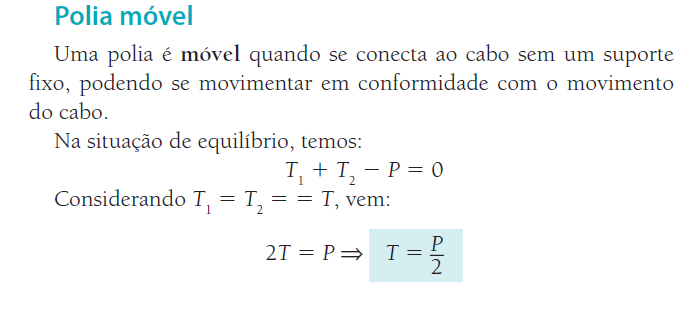 Polia móvel
Uma polia é móvel quando se conecta ao cabo sem um suporte
fixo, podendo se movimentar em conformidade com o movimento
do cabo.
Na situação de equilíbrio, temos:
T₁ + T₂ − P = 0
Considerando T₁ = T₂ = = T, vem:
2T = P ⇒ T = P/2